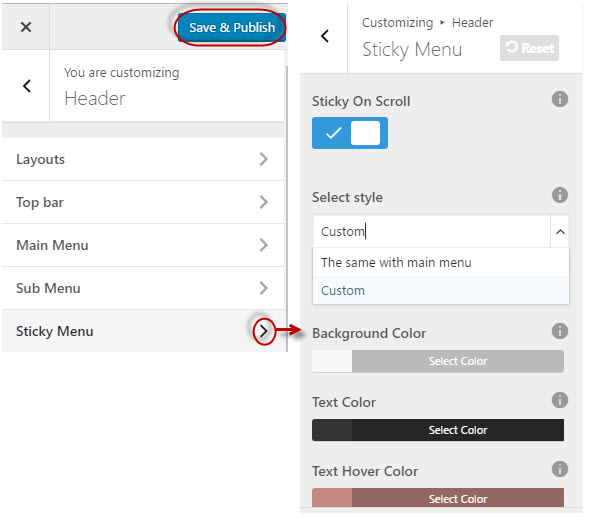 Save & Publish
You are customizing
Header
Layouts
Top bar
Main Menu
Sub Menu
Sticky Menu
Customizing ▸ Header
Sticky Menu
Reset
Sticky On Scroll
Select style
Custom
The same with main menu
Custom
Background Color
Select Color
Text Color
Select Color
Text Hover Color
Select Color